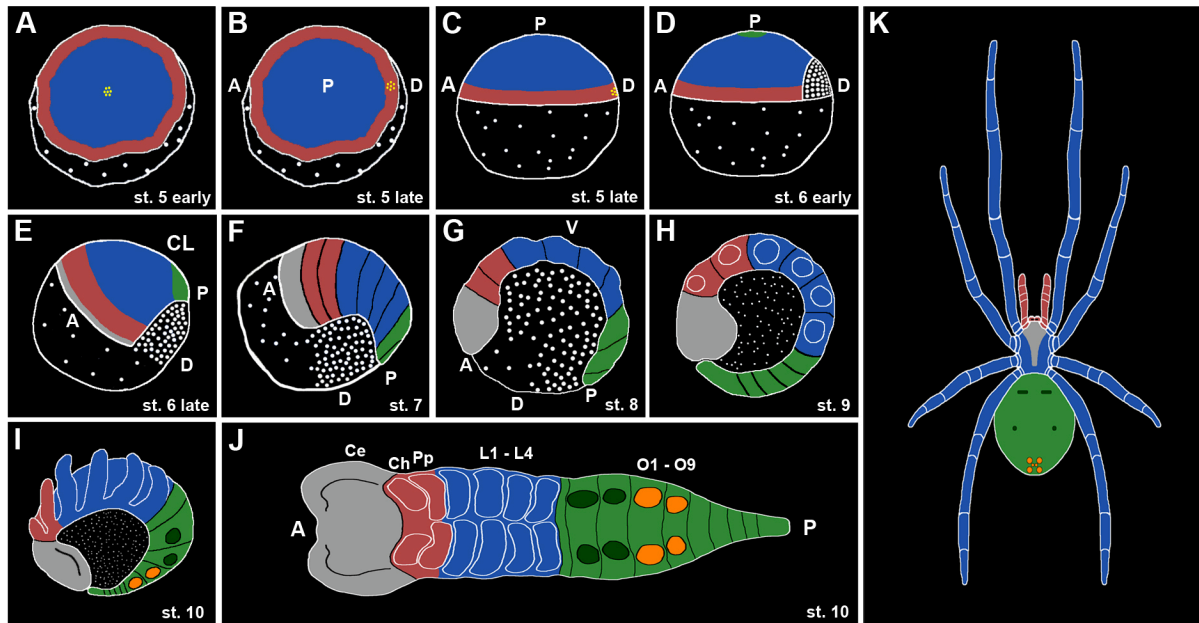 A
st. 5 early
B
A
P
D
st. 5 late
C
P
A
D
st. 5 late
D
P
A
D
st. 6 early
E
CL
A
P
D
st. 6 late
F
A
D
P
st. 7
G
V
A
D
P
st. 8
H
st. 9
I
st. 10
J
Ce
Ch Pp
L1 - L4
O1 - O9
A
P
st. 10
K